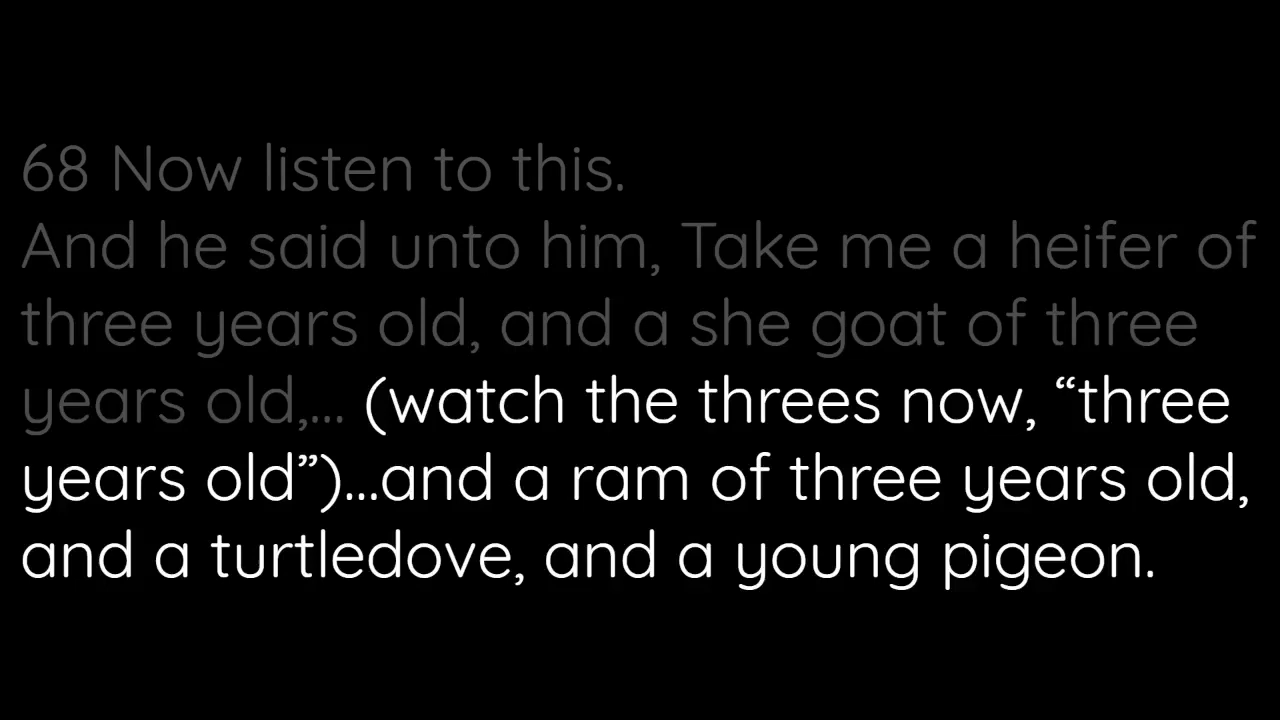 68 Now listen to this.
And he said unto him, Take me a heifer of
three years old, and a she goat of three
years old,... (watch the threes now, “three
years old”)...and a ram of three years old,
and a turtledove, and a young pigeon.